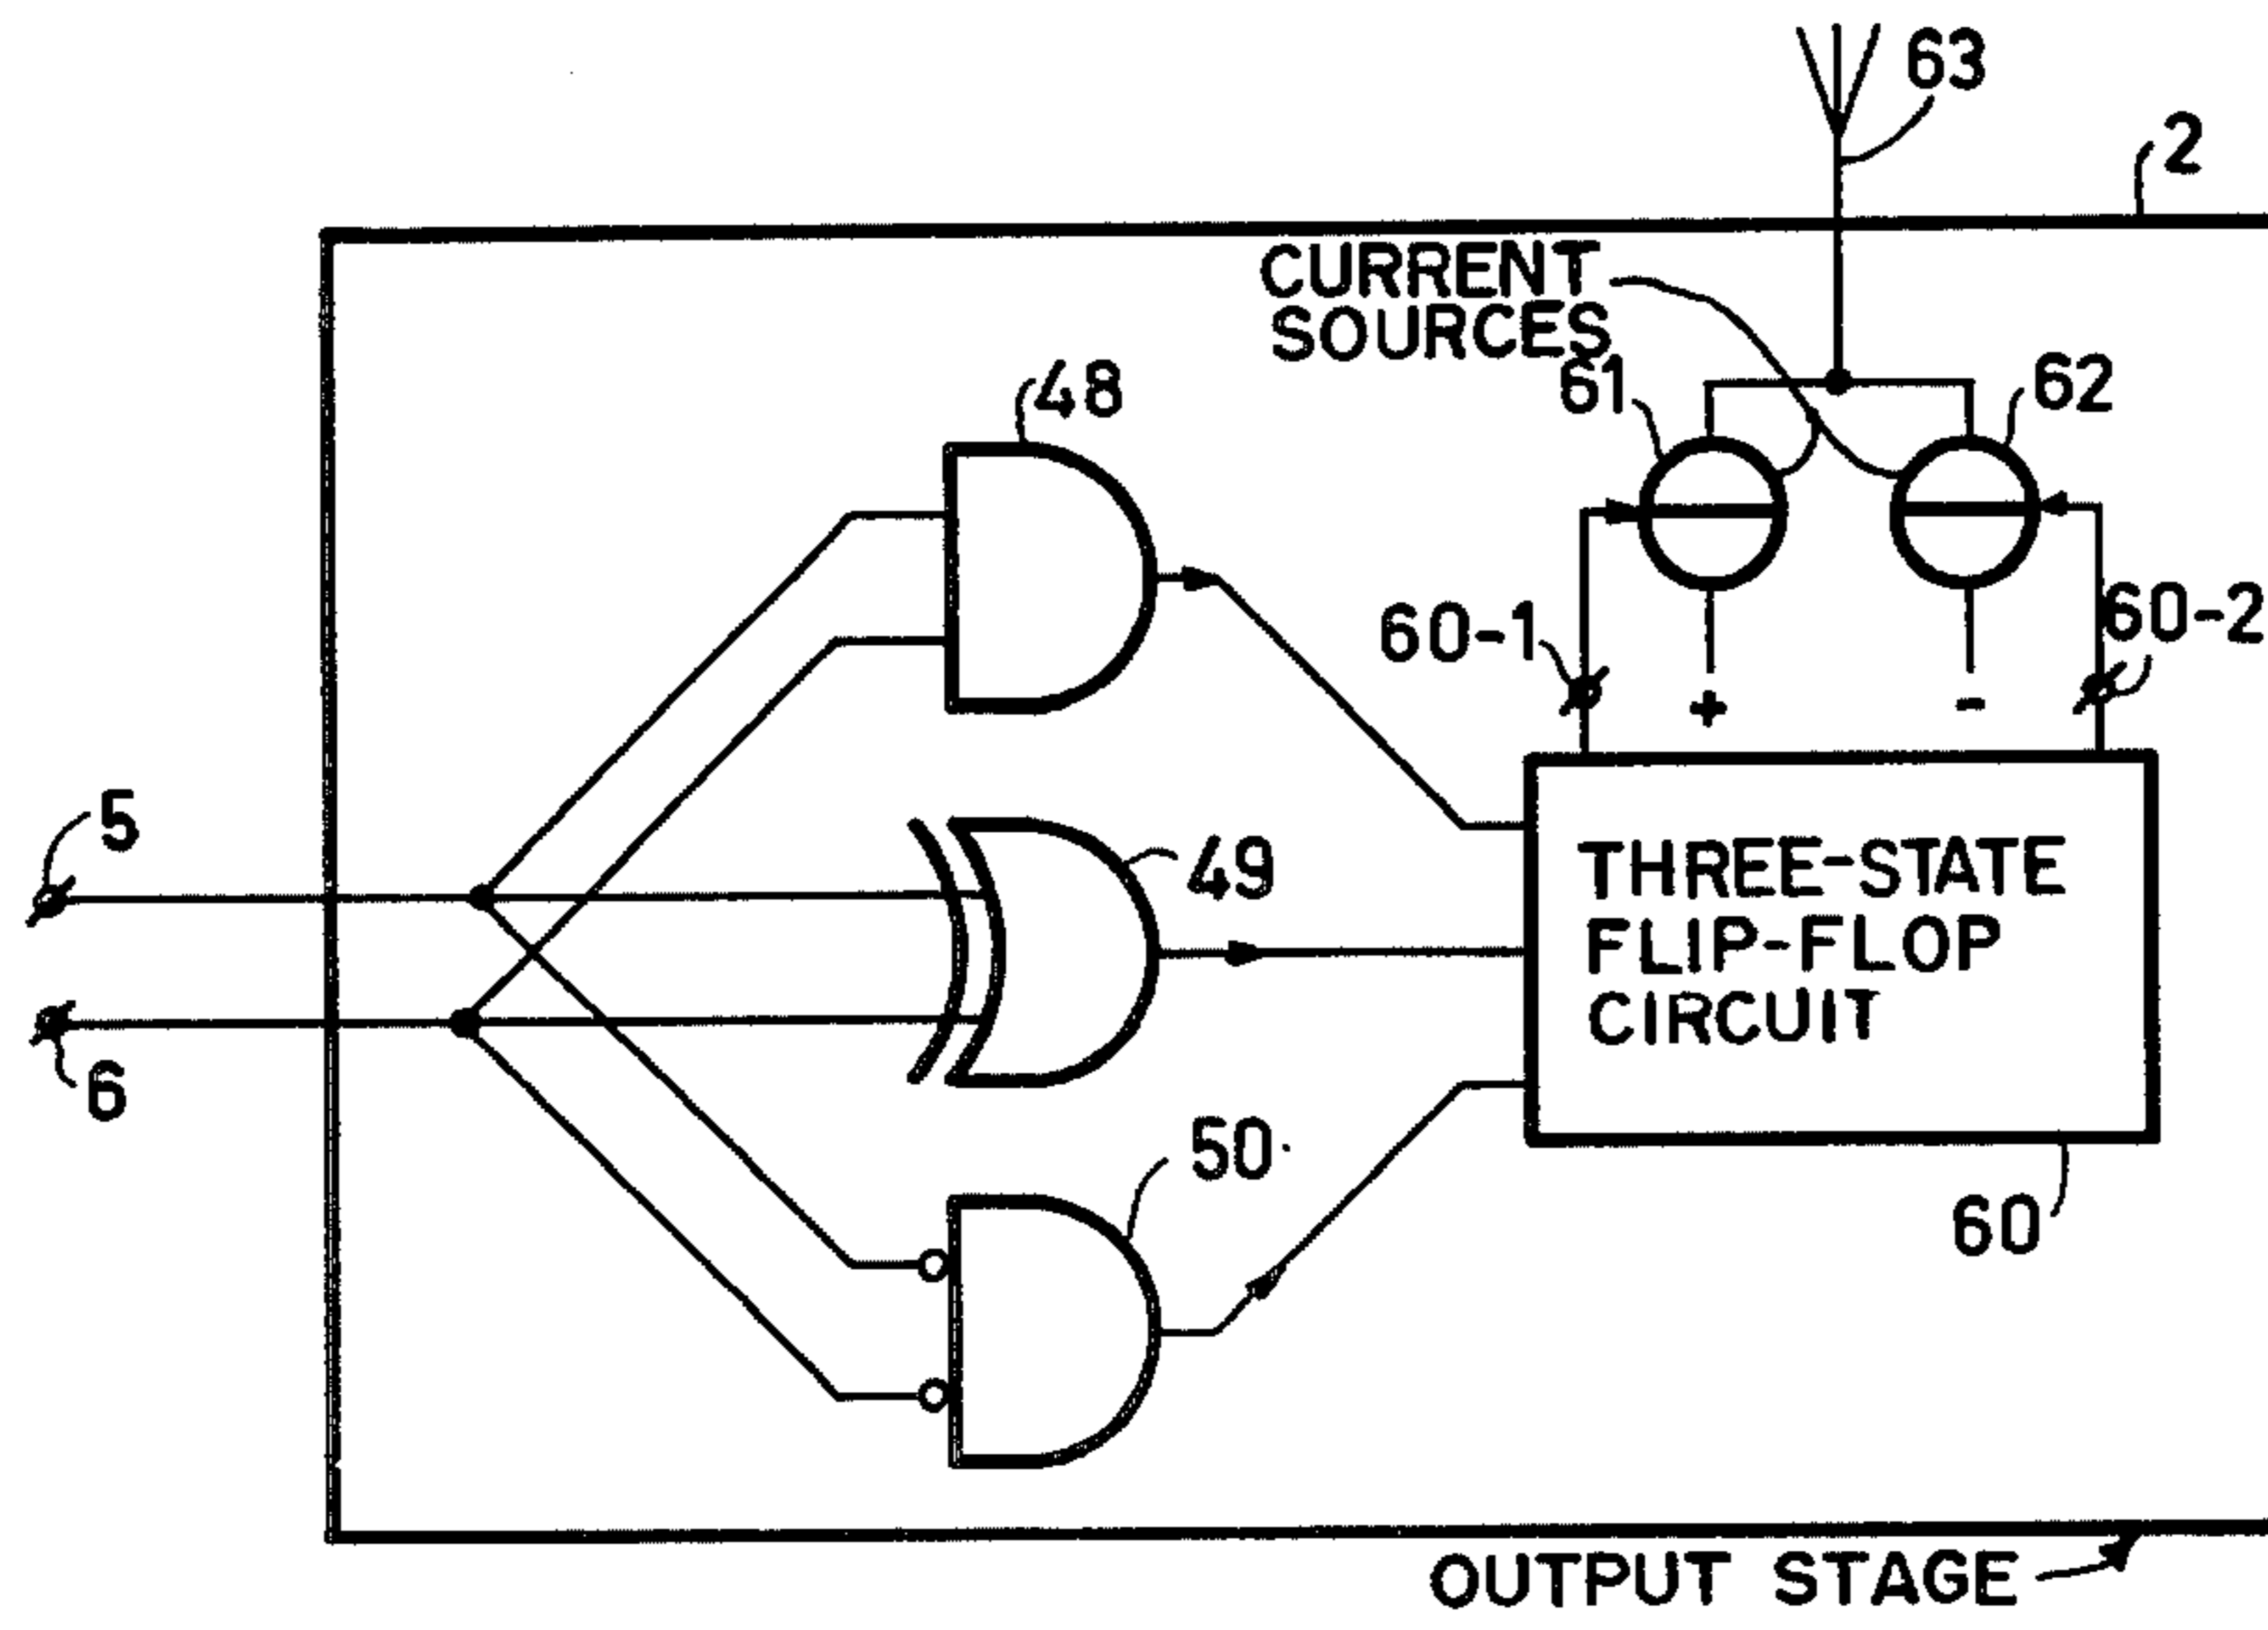 63
2
CURRENT
SOURCES
61
62
48
60-1
60-2
+
-
5
49
THREE-STATE
FLIP-FLOP
CIRCUIT
6
50
60
OUTPUT STAGE